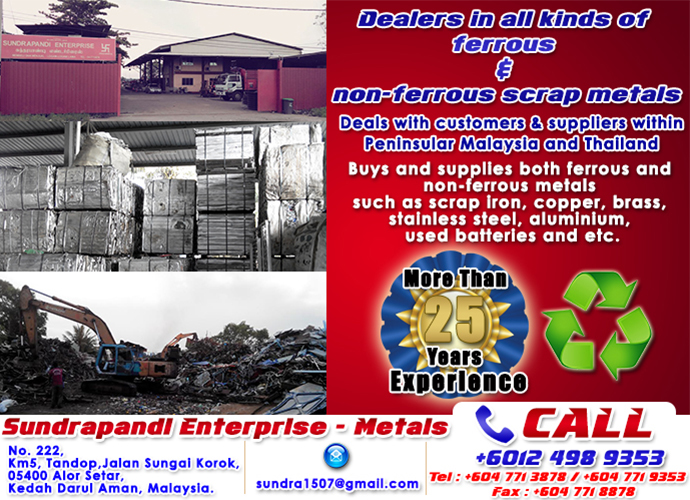 SUNDRAPANDI ENTERPRISE
Dealers in all kinds of
ferrous
&
non-ferrous scrap metals
Deals with customers & suppliers within
Peninsular Malaysia and Thailand
Buys and supplies both ferrous and
non-ferrous metals
such as scrap iron, copper, brass,
stainless steel, aluminium,
used batteries and etc.
More Than
25
Years
Experience
Sundrapandi Enterprise - Metals
No. 222,
Km5, Tandop,Jalan Sungai Korok,
05400 Alor Setar,
Kedah Darul Aman, Malaysia.
sundra1507@gmail.com
CALL
+6012 498 9353
Tel : +604 771 3878 / +604 771 9353
Fax : +604 771 8878